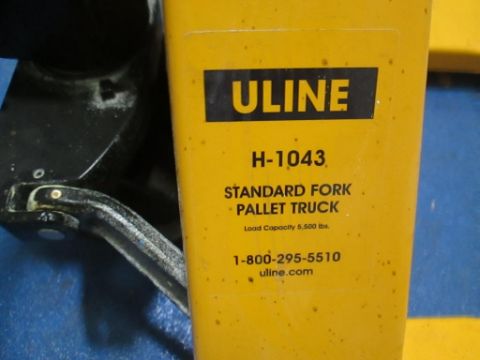 ULINE
H-1043
STANDARD FORK
PALLET TRUCK
Load Capacity 5,500 lbs.
1-800-295-5510
uline.com